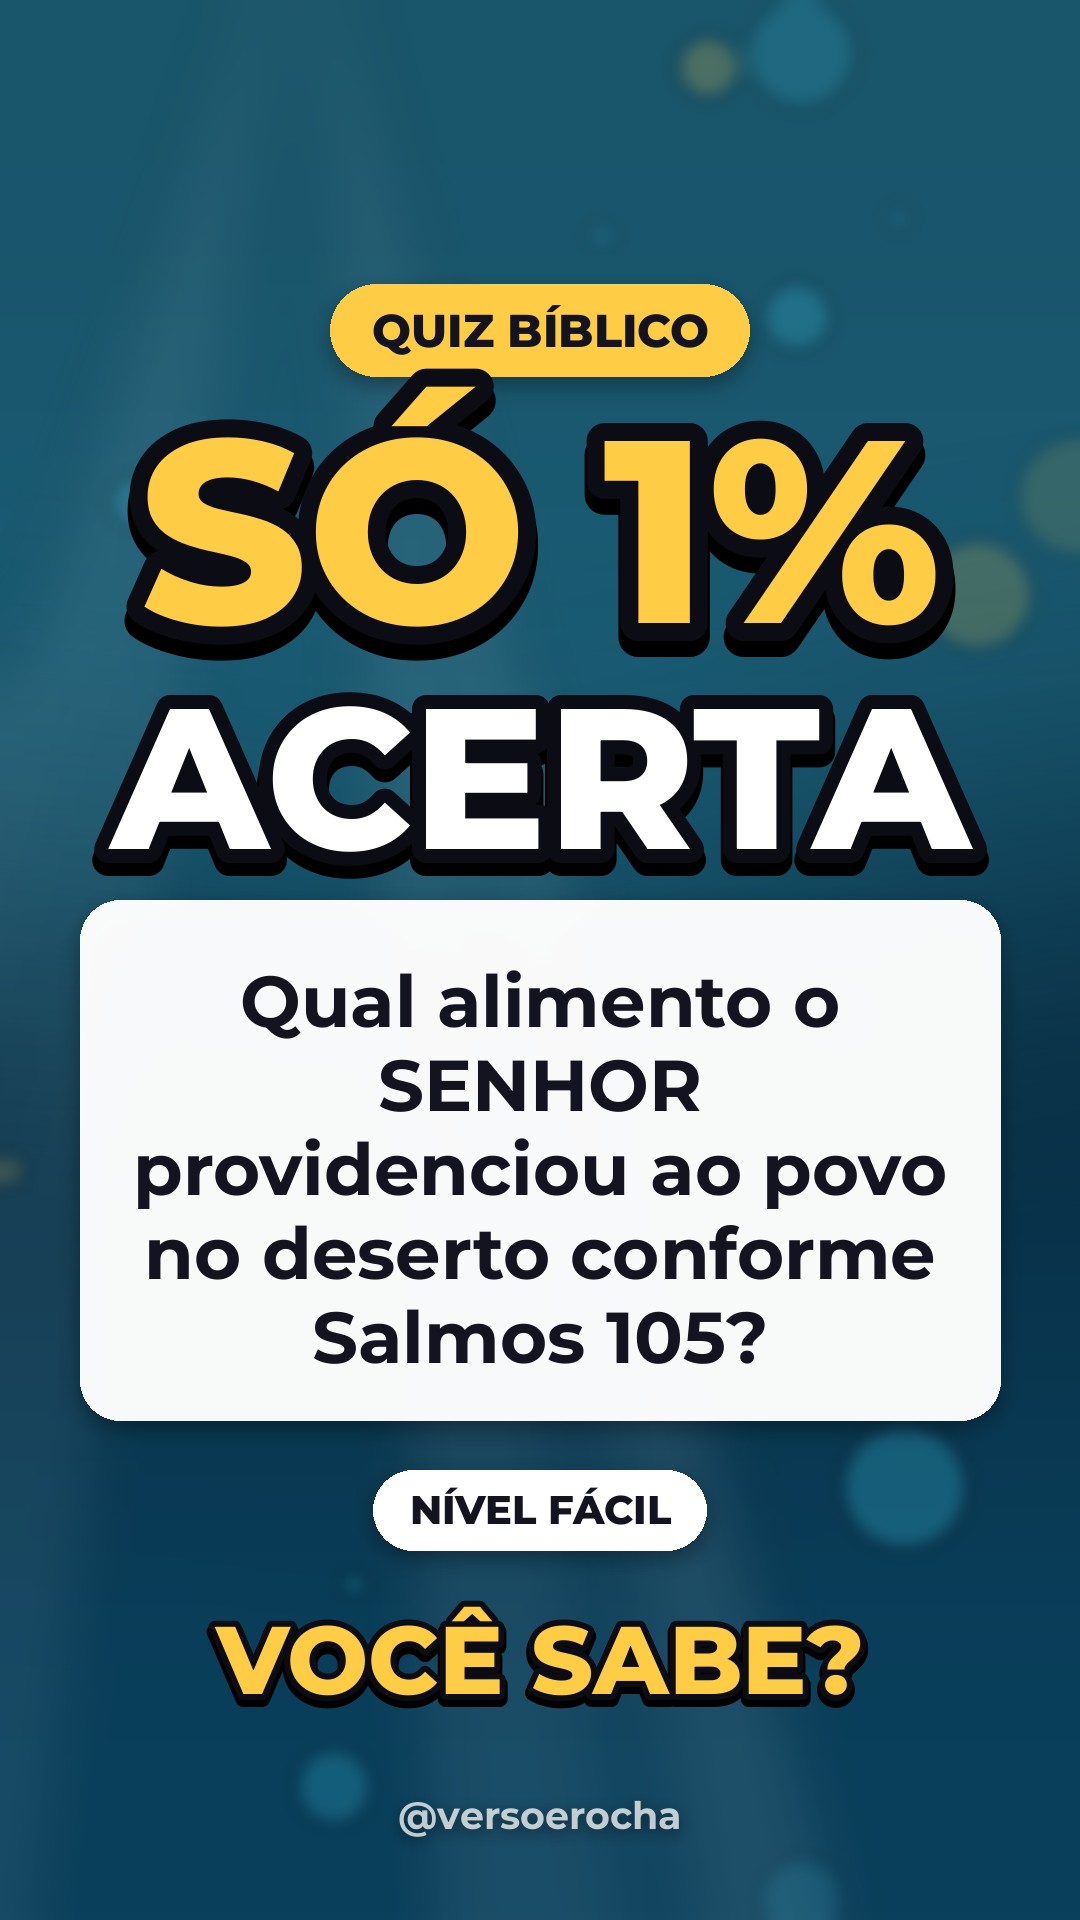 QUIZ BÍBLICO
SÓ 1%
ACERTA
Qual alimento o
SENHOR
providenciou ao povo
no deserto conforme
Salmos 105?
NÍVEL FÁCIL
VOCÊ SABE?
@versoerocha